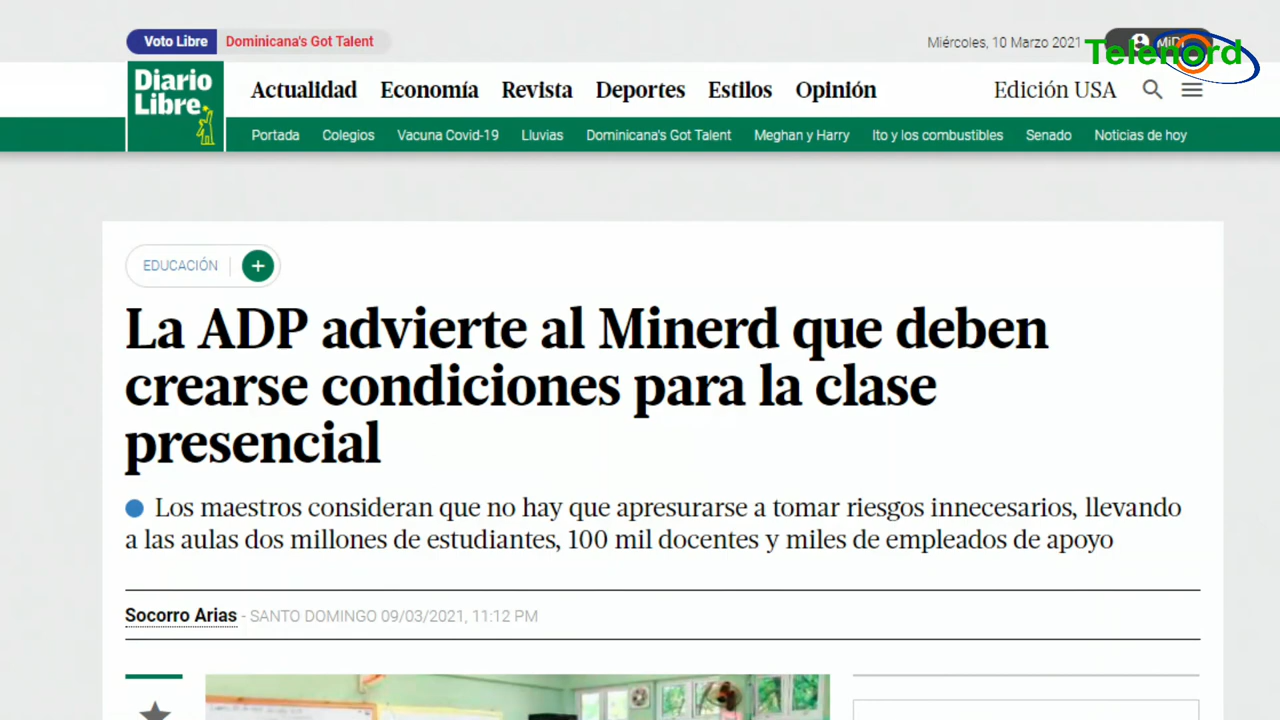 Voto Libre Dominicana's Got Talent
Miércoles, 10 Marzo 2021
Telenord
Diario
Libre
Actualidad Economía Revista Deportes Estilos Opinión
Edición USA
Portada Colegios Vacuna Covid-19 Lluvias Dominicana's Got Talent Meghan y Harry Ito y los combustibles Senado Noticias de hoy
EDUCACIÓN +
La ADP advierte al Minerd que deben
crearse condiciones para la clase
presencial
Los maestros consideran que no hay que apresurarse a tomar riesgos innecesarios, llevando
a las aulas dos millones de estudiantes, 100 mil docentes y miles de empleados de apoyo
Socorro Arias - SANTO DOMINGO 09/03/2021, 11:12 PM